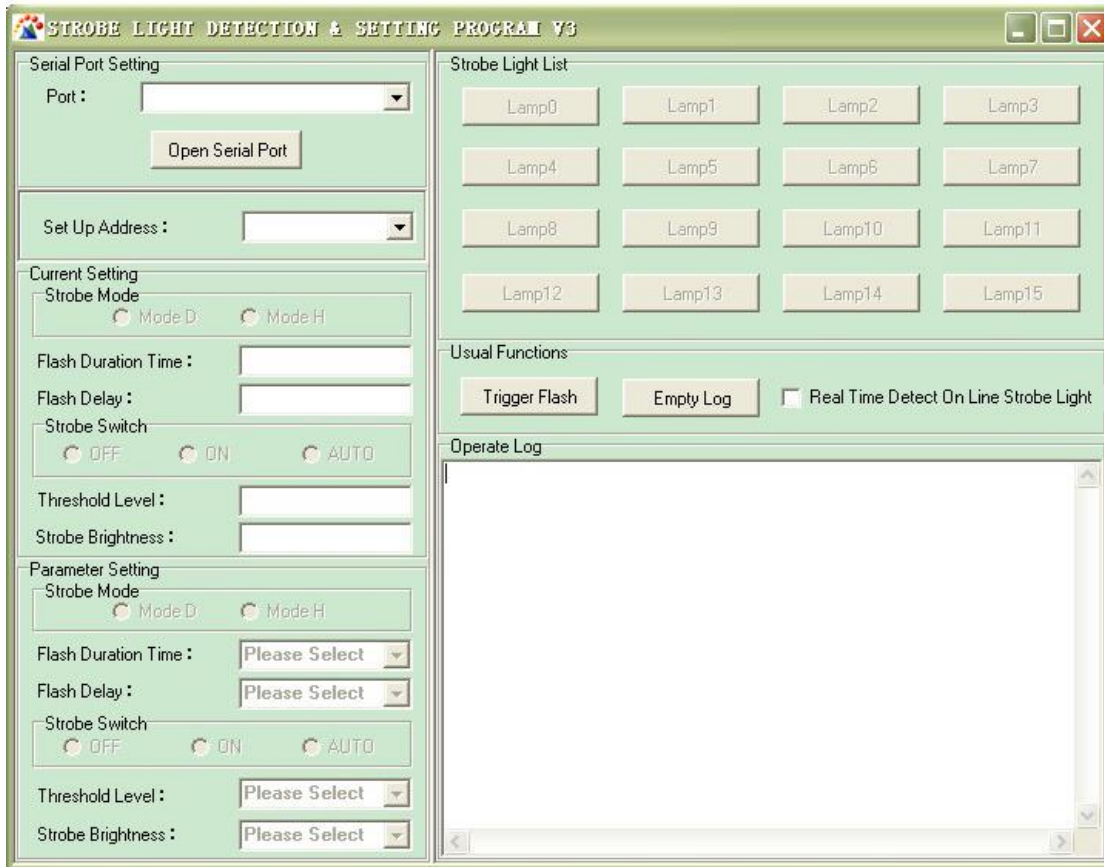 STROBE LIGHT DETECTION & SETTING PROGRAM V3
Serial Port Setting
Port:
Open Serial Port
Set Up Address:
Current Setting
Strobe Mode
Mode D Mode H
Flash Duration Time:
Flash Delay:
Strobe Switch
OFF ON AUTO
Threshold Level:
Strobe Brightness:
Parameter Setting
Strobe Mode
Mode D Mode H
Flash Duration Time: Please Select
Flash Delay: Please Select
Strobe Switch
OFF ON AUTO
Threshold Level: Please Select
Strobe Brightness: Please Select
Strobe Light List
Lamp0 Lamp1 Lamp2 Lamp3
Lamp4 Lamp5 Lamp6 Lamp7
Lamp8 Lamp9 Lamp10 Lamp11
Lamp12 Lamp13 Lamp14 Lamp15
Usual Functions
Trigger Flash Empty Log Real Time Detect On Line Strobe Light
Operate Log